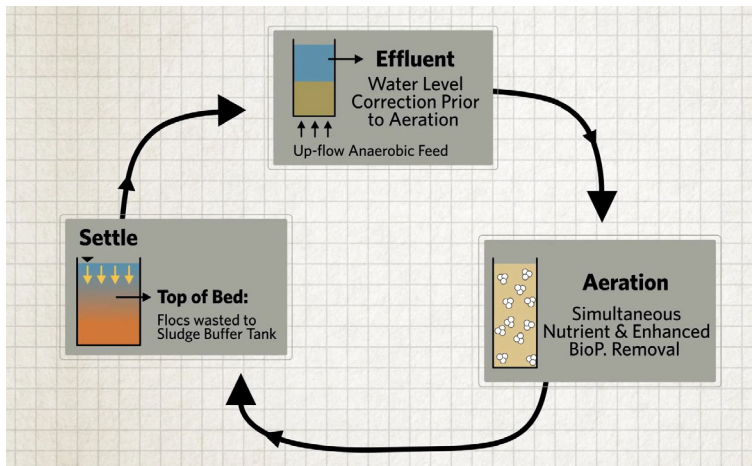 Effluent
Water Level
Correction Prior
to Aeration
Up-flow Anaerobic Feed
Settle
Top of Bed:
Flocs wasted to
Sludge Buffer Tank
Aeration
Simultaneous
Nutrient & Enhanced
BioP. Removal